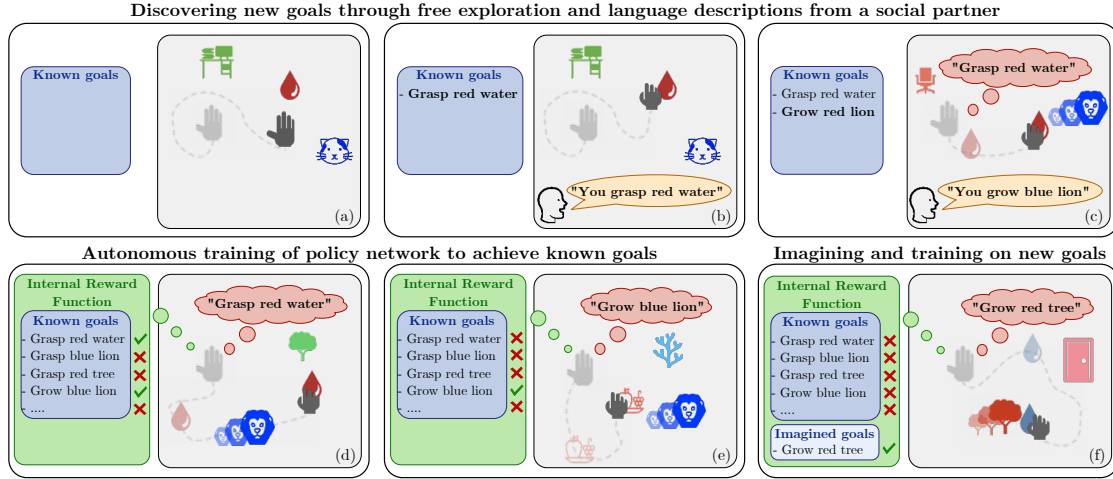 Discovering new goals through free exploration and language descriptions from a social partner
Known goals
(a)
Known goals
- Grasp red water
"You grasp red water"
(b)
Known goals
- Grasp red water
- Grow red lion
"Grasp red water"
"You grow blue lion"
(c)
Autonomous training of policy network to achieve known goals
Imagining and training on new goals
Internal Reward
Function
Known goals
- Grasp red water
- Grasp blue lion
- Grasp red tree
- Grow blue lion
- ....
"Grasp red water"
(d)
Internal Reward
Function
Known goals
- Grasp red water
- Grasp blue lion
- Grasp red tree
- Grow blue lion
- ....
"Grow blue lion"
(e)
Internal Reward
Function
Known goals
- Grasp red water
- Grasp blue lion
- Grasp red tree
- Grow blue lion
- ....
Imagined goals
- Grow red tree
"Grow red tree"
(f)